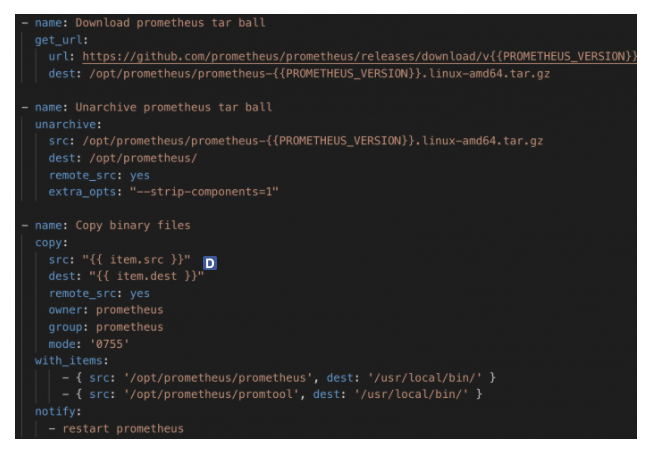 - name: Download prometheus tar ball
get_url:
url: https://github.com/prometheus/prometheus/releases/download/v{{PROMETHEUS_VERSION}}
dest: /opt/prometheus/prometheus-{{PROMETHEUS_VERSION}}.linux-amd64.tar.gz
- name: Unarchive prometheus tar ball
unarchive:
src: /opt/prometheus/prometheus-{{PROMETHEUS_VERSION}}.linux-amd64.tar.gz
dest: /opt/prometheus/
remote_src: yes
extra_opts: "--strip-components=1"
- name: Copy binary files
copy:
src: "{{ item.src }}"
D
dest: "{{ item.dest }}"
remote_src: yes
owner: prometheus
group: prometheus
mode: '0755'
with_items:
- { src: '/opt/prometheus/prometheus', dest: '/usr/local/bin/' }
- { src: '/opt/prometheus/promtool', dest: '/usr/local/bin/' }
notify:
- restart prometheus